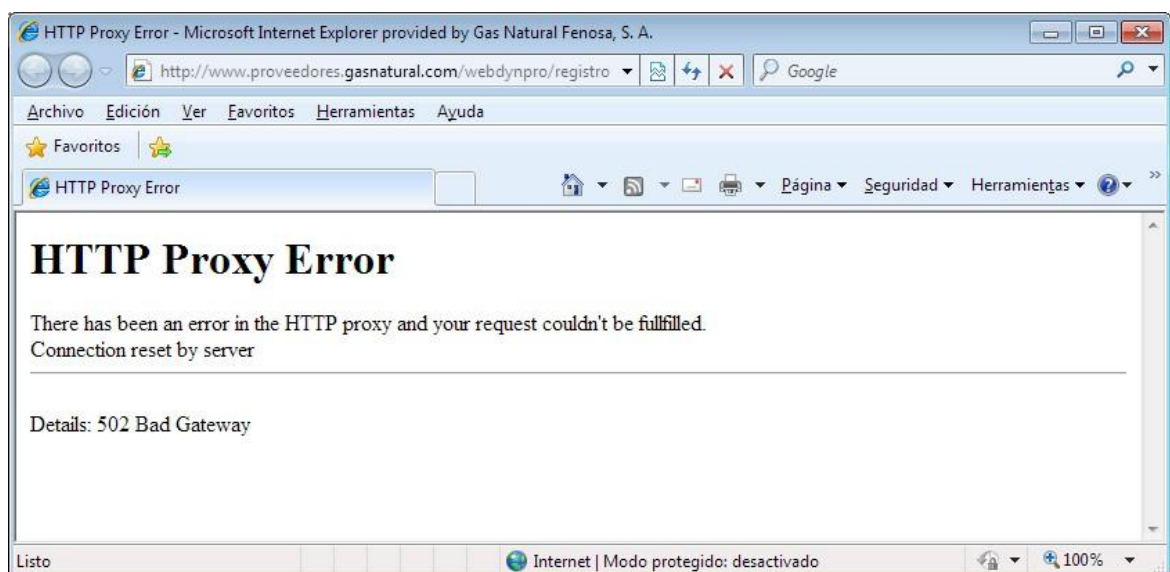 HTTP Proxy Error - Microsoft Internet Explorer provided by Gas Natural Fenosa, S. A.
http://www.proveedores.gasnatural.com/webdynpro/registro
Google
Archivo Edición Ver Favoritos Herramientas Ayuda
Favoritos
HTTP Proxy Error
Página Seguridad Herramientas
HTTP Proxy Error
There has been an error in the HTTP proxy and your request couldn't be fullfilled.
Connection reset by server
Details: 502 Bad Gateway
Listo
Internet | Modo protegido: desactivado
100%